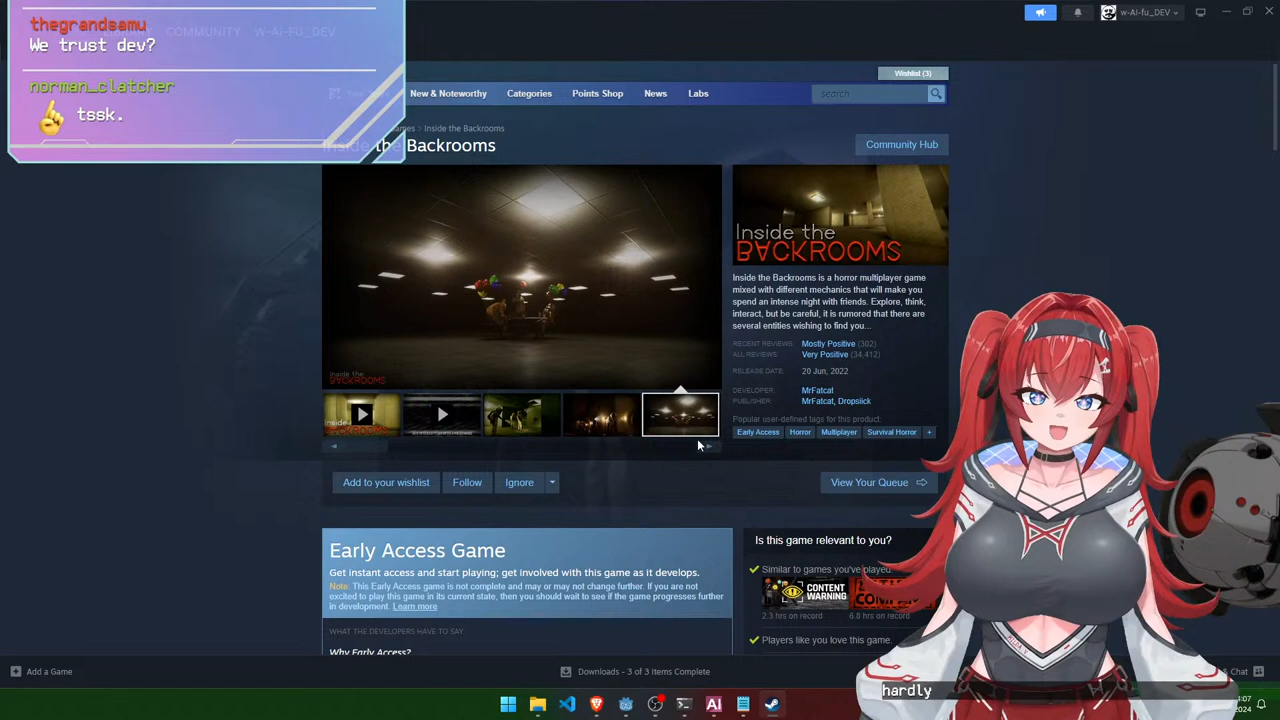 thegrandsamu
We trust dev?
norman_clatcher
tssk.
COMMUNITY
W-AI-FU_DEV
w-AI-fu_DEV
Wishlist (3)
New & Noteworthy
Categories
Points Shop
News
Labs
search
Inside the Backrooms
the Backrooms
Community Hub
Inside the
BACKROOMS
Inside the
BACKROOMS
Inside the Backrooms is a horror multiplayer game
mixed with different mechanics that will make you
spend an intense night with friends. Explore, think,
interact, but be careful, it is rumored that there are
several entities wishing to find you...
RECENT REVIEWS: Mostly Positive (302)
ALL REVIEWS: Very Positive (34,412)
RELEASE DATE: 20 Jun, 2022
DEVELOPER: MrFatcat
PUBLISHER: MrFatcat, Dropsiick
Popular user-defined tags for this product:
Early Access
Horror
Multiplayer
Survival Horror
+
Add to your wishlist
Follow
Ignore
View Your Queue
Early Access Game
Get instant access and start playing; get involved with this game as it develops.
Note: This Early Access game is not complete and may or may not change further. If you are not
excited to play this game in its current state, then you should wait to see if the game progresses further
in development. Learn more
WHAT THE DEVELOPERS HAVE TO SAY:
Why Early Access?
Is this game relevant to you?
Similar to games you've played:
CONTENT
WARNING
2.3 hrs on record
6.8 hrs on record
Players like you love this game.
Add a Game
Downloads - 3 of 3 Items Complete
& Chat
hardly
AI